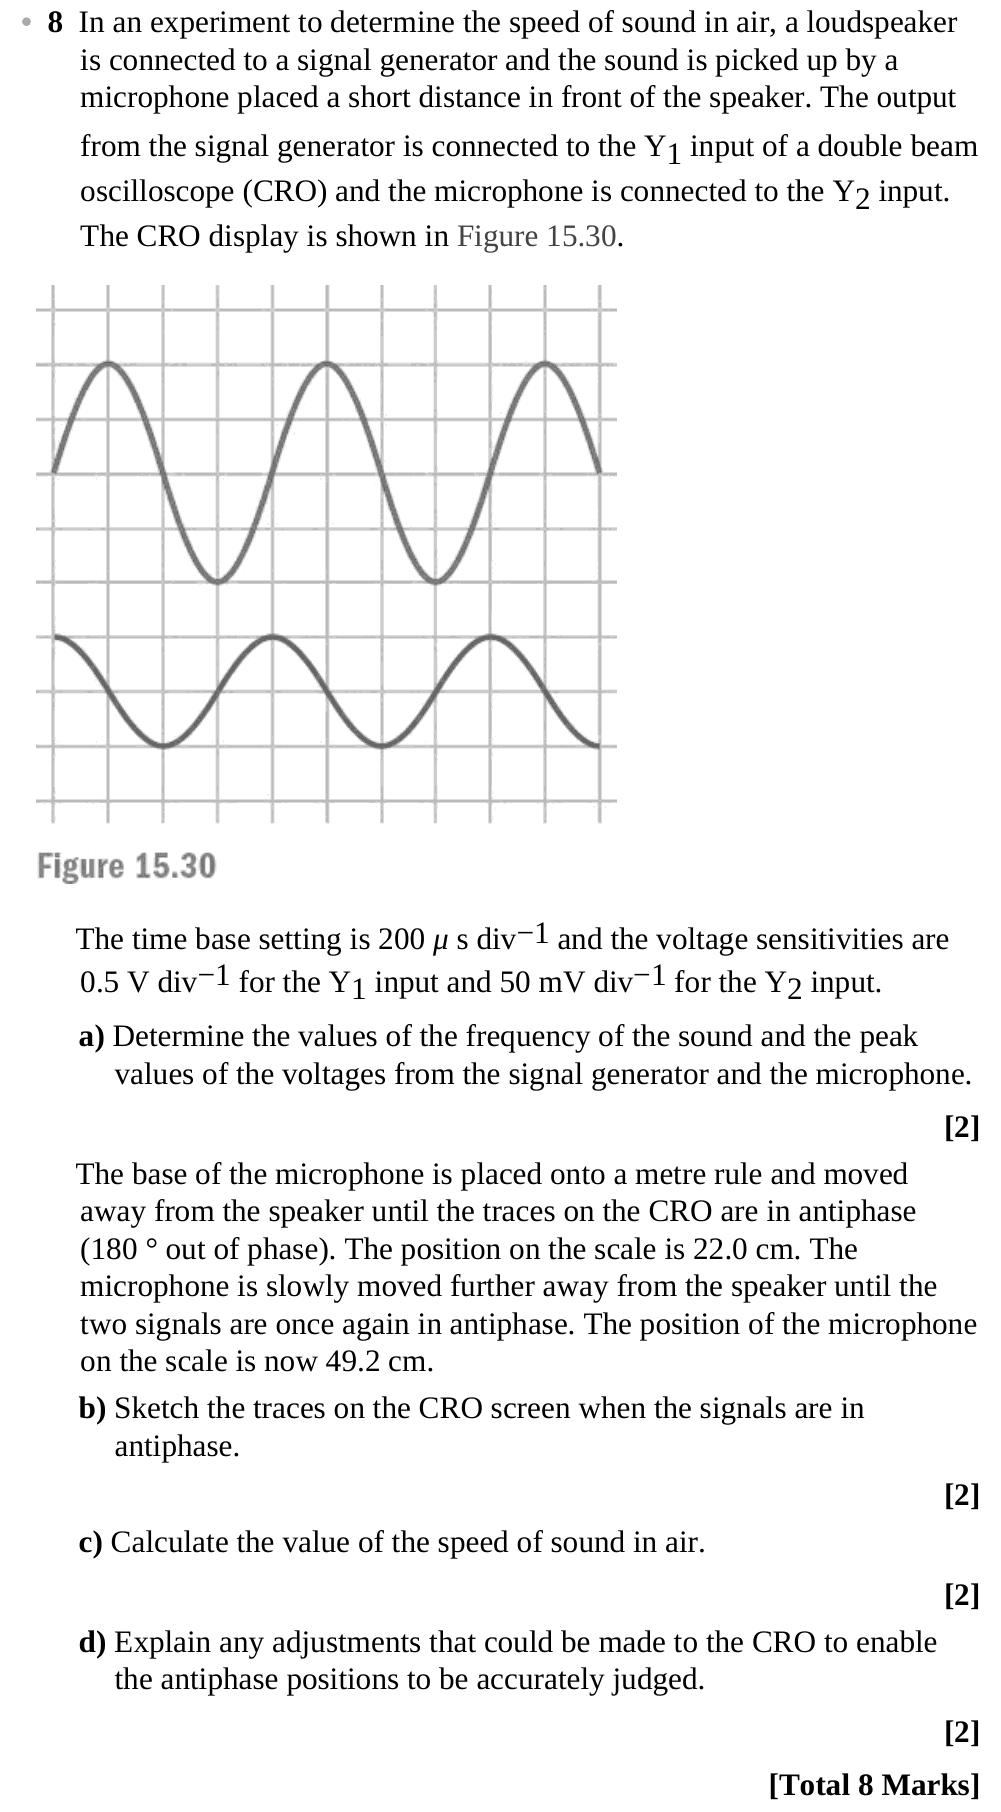 • 8 In an experiment to determine the speed of sound in air, a loudspeaker
is connected to a signal generator and the sound is picked up by a
microphone placed a short distance in front of the speaker. The output
from the signal generator is connected to the Y₁ input of a double beam
oscilloscope (CRO) and the microphone is connected to the Y₂ input.
The CRO display is shown in Figure 15.30.
Figure 15.30
The time base setting is 200 μ s div⁻¹ and the voltage sensitivities are
0.5 V div⁻¹ for the Y₁ input and 50 mV div⁻¹ for the Y₂ input.
a) Determine the values of the frequency of the sound and the peak
values of the voltages from the signal generator and the microphone.
[2]
The base of the microphone is placed onto a metre rule and moved
away from the speaker until the traces on the CRO are in antiphase
(180 ° out of phase). The position on the scale is 22.0 cm. The
microphone is slowly moved further away from the speaker until the
two signals are once again in antiphase. The position of the microphone
on the scale is now 49.2 cm.
b) Sketch the traces on the CRO screen when the signals are in
antiphase.
[2]
c) Calculate the value of the speed of sound in air.
[2]
d) Explain any adjustments that could be made to the CRO to enable
the antiphase positions to be accurately judged.
[2]
[Total 8 Marks]